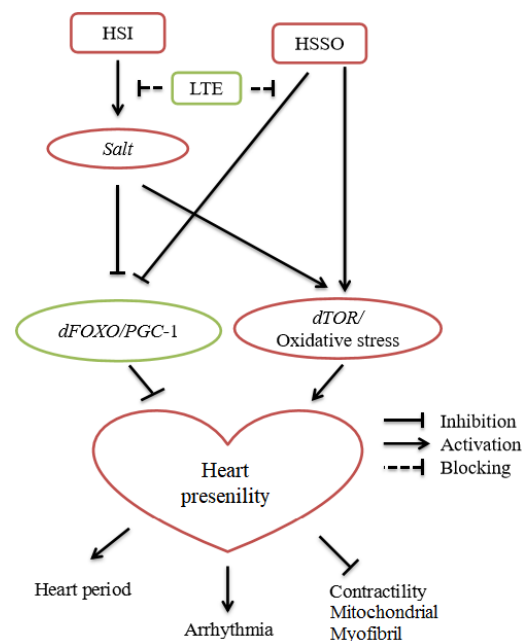 HSI
HSSO
LTE
Salt
dFOXO/PGC-1
dTOR/
Oxidative stress
Heart
presenility
Inhibition
Activation
Blocking
Heart period
Arrhythmia
Contractility
Mitochondrial
Myofibril